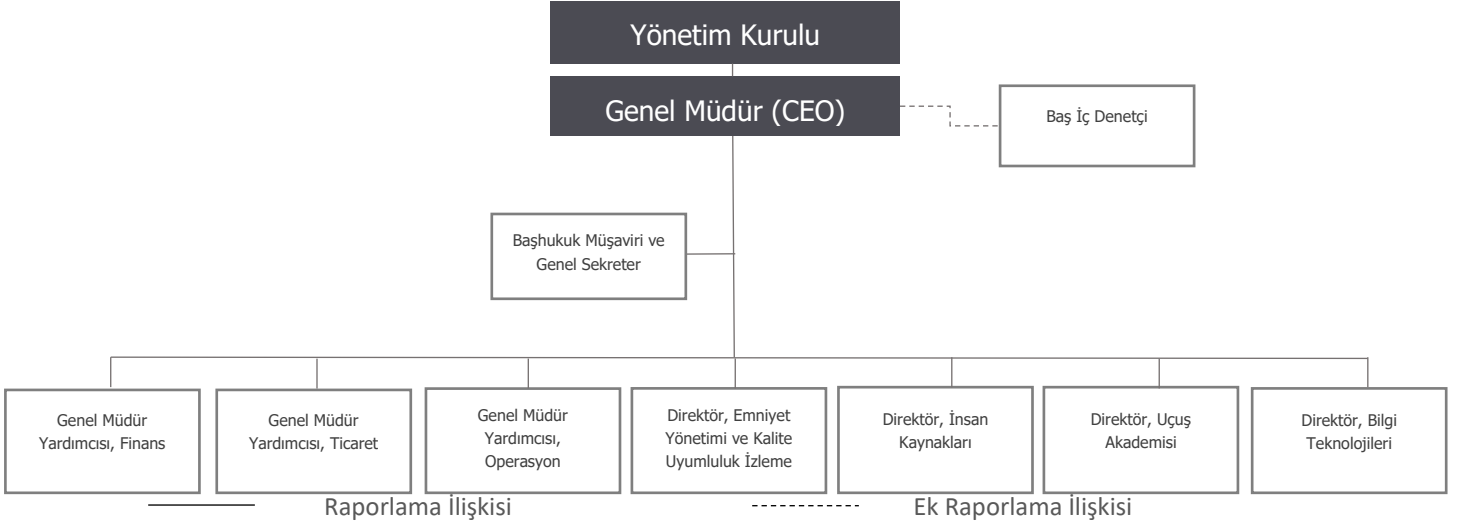 Yönetim Kurulu
Genel Müdür (CEO)
Baş İç Denetçi
Başhukuk Müşaviri ve
Genel Sekreter
Genel Müdür
Yardımcısı, Finans
Genel Müdür
Yardımcısı, Ticaret
Genel Müdür
Yardımcısı,
Operasyon
Direktör, Emniyet
Yönetimi ve Kalite
Uyumluluk İzleme
Direktör, İnsan
Kaynakları
Direktör, Uçuş
Akademisi
Direktör, Bilgi
Teknolojileri
Raporlama İlişkisi
Ek Raporlama İlişkisi